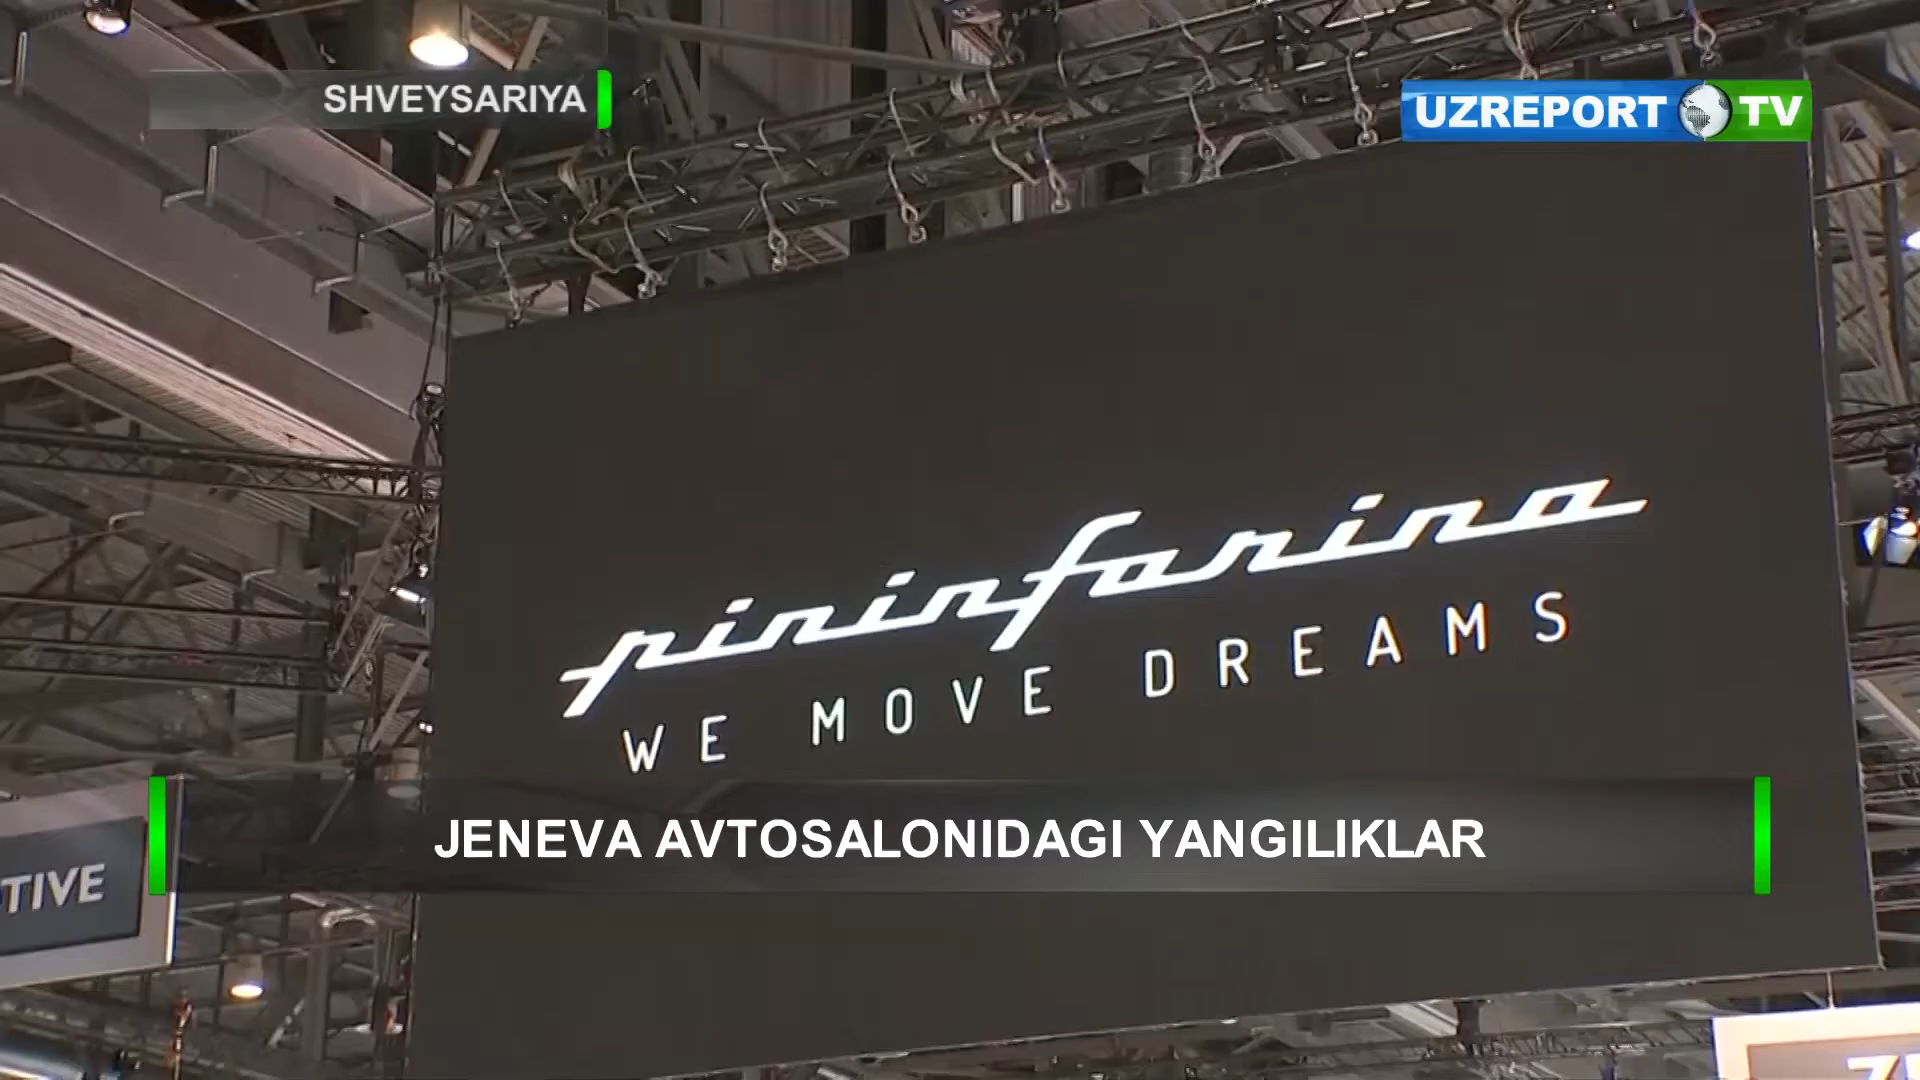 SHVEYSARIYA
UZREPORT TV
pininfarina
WE MOVE DREAMS
JENEVA AVTOSALONIDAGI YANGILIKLAR
TIVE